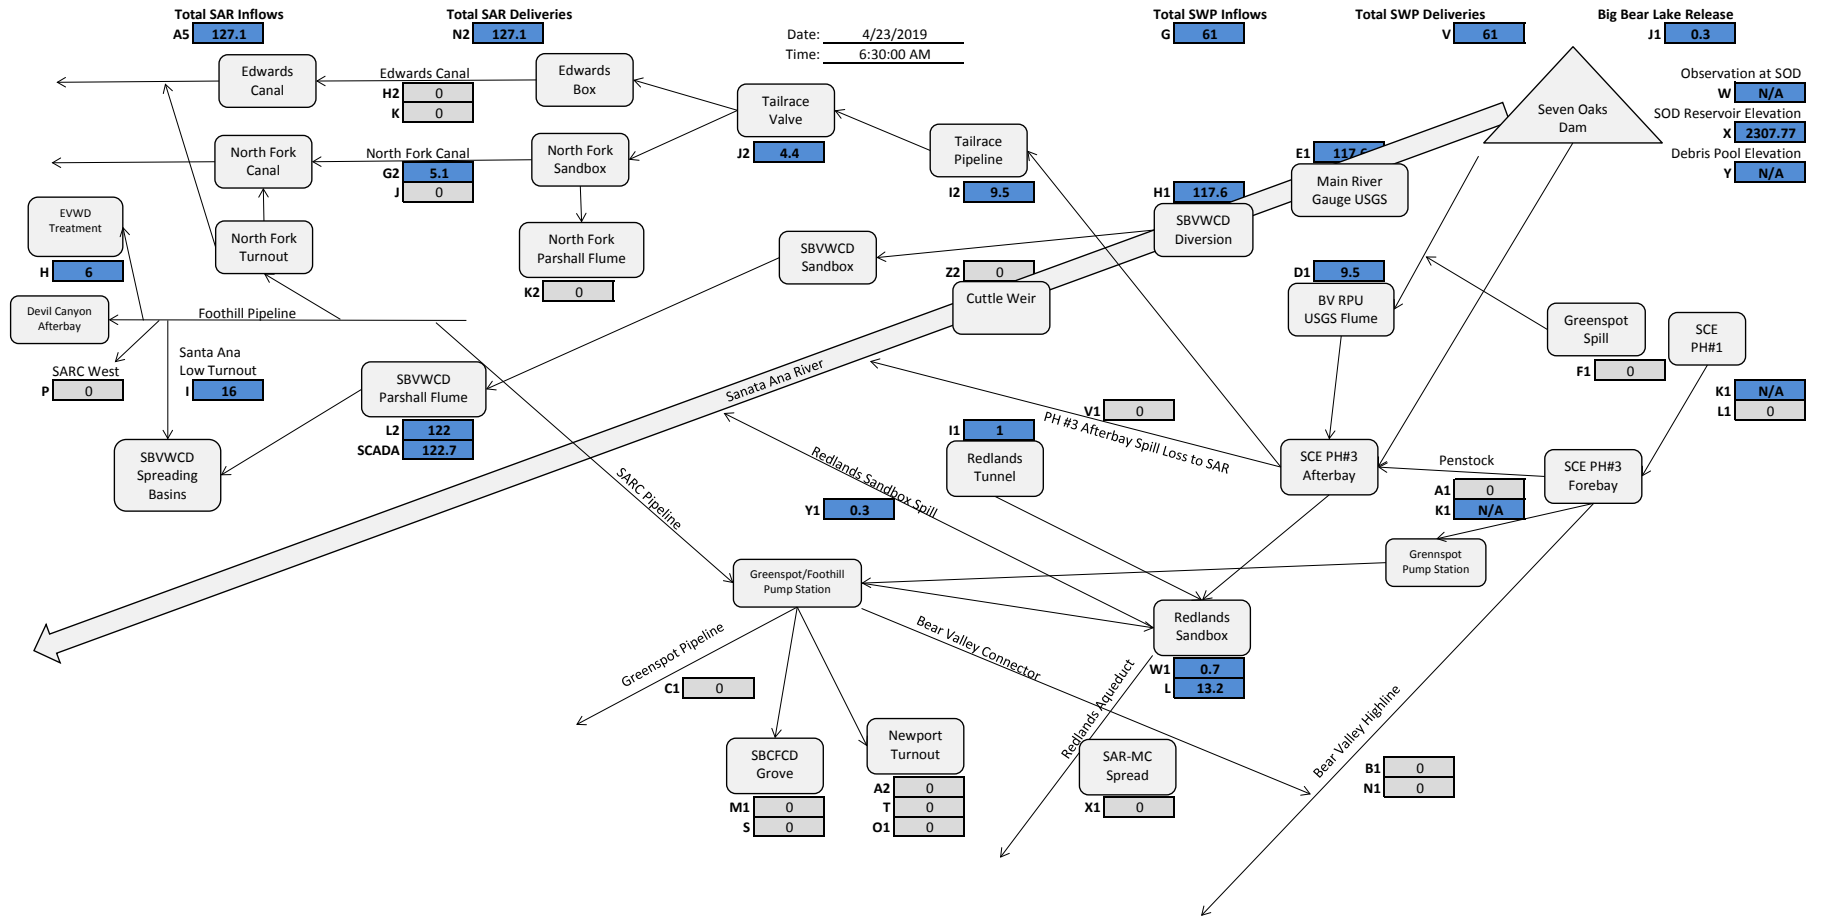 Total SAR Inflows
A5 127.1
Total SAR Deliveries
N2 127.1
Date: 4/23/2019
Time: 6:30:00 AM
Total SWP Inflows
G 61
Total SWP Deliveries
V 61
Big Bear Lake Release
J1 0.3
Edwards
Canal
Edwards Canal
H2 0
K 0
Edwards
Box
Tailrace
Valve
J2 4.4
Tailrace
Pipeline
I2 9.5
E1 117.6
Main River
Gauge USGS
Seven Oaks
Dam
Observation at SOD
W N/A
SOD Reservoir Elevation
X 2307.77
Debris Pool Elevation
Y N/A
North Fork
Canal
North Fork Canal
G2 5.1
J 0
North Fork
Sandbox
H1 117.6
SBVWCD
Diversion
EVWD
Treatment
H 6
North Fork
Turnout
North Fork
Parshall Flume
K2 0
SBVWCD
Sandbox
Z2 0
Cuttle Weir
D1 9.5
BV RPU
USGS Flume
Greenspot
Spill
F1 0
SCE
PH#1
K1 N/A
L1 0
Devil Canyon
Afterbay
Foothill Pipeline
SARC West
P 0
Santa Ana
Low Turnout
I 16
SBVWCD
Parshall Flume
L2 122
SCADA 122.7
Sanata Ana River
V1 0
PH #3 Afterbay Spill Loss to SAR
I1 1
Redlands
Tunnel
SCE PH#3
Afterbay
Penstock
A1 0
K1 N/A
SCE PH#3
Forebay
SBVWCD
Spreading
Basins
SARC Pipeline
Redlands Sandbox Spill
Y1 0.3
Grennspot
Pump Station
Greenspot/Foothill
Pump Station
Redlands
Sandbox
W1 0.7
L 13.2
Greenspot Pipeline
C1 0
Bear Valley Connector
Redlands Aqueduct
Bear Valley Highline
SBCFCD
Grove
M1 0
S 0
Newport
Turnout
A2 0
T 0
O1 0
SAR-MC
Spread
X1 0
B1 0
N1 0